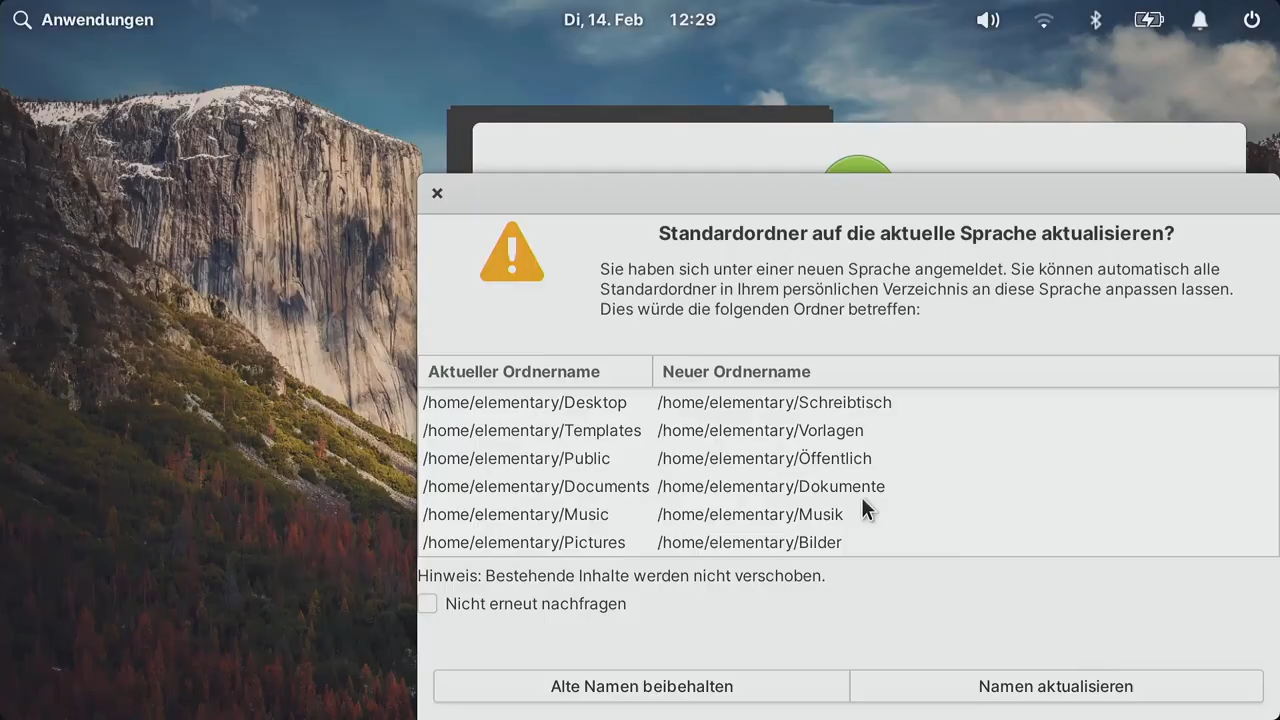 Anwendungen
Di, 14. Feb 12:29
Standardordner auf die aktuelle Sprache aktualisieren?
Sie haben sich unter einer neuen Sprache angemeldet. Sie können automatisch alle
Standardordner in Ihrem persönlichen Verzeichnis an diese Sprache anpassen lassen.
Dies würde die folgenden Ordner betreffen:
Aktueller Ordnername Neuer Ordnername
/home/elementary/Desktop /home/elementary/Schreibtisch
/home/elementary/Templates /home/elementary/Vorlagen
/home/elementary/Public /home/elementary/Öffentlich
/home/elementary/Documents /home/elementary/Dokumente
/home/elementary/Music /home/elementary/Musik
/home/elementary/Pictures /home/elementary/Bilder
Hinweis: Bestehende Inhalte werden nicht verschoben.
Nicht erneut nachfragen
Alte Namen beibehalten Namen aktualisieren